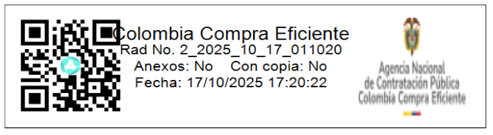 Colombia Compra Eficiente
Rad No. 2_2025_10_17_011020
Anexos: No Con copia: No
Fecha: 17/10/2025 17:20:22
Agencia Nacional
de Contratación Pública
Colombia Compra Eficiente